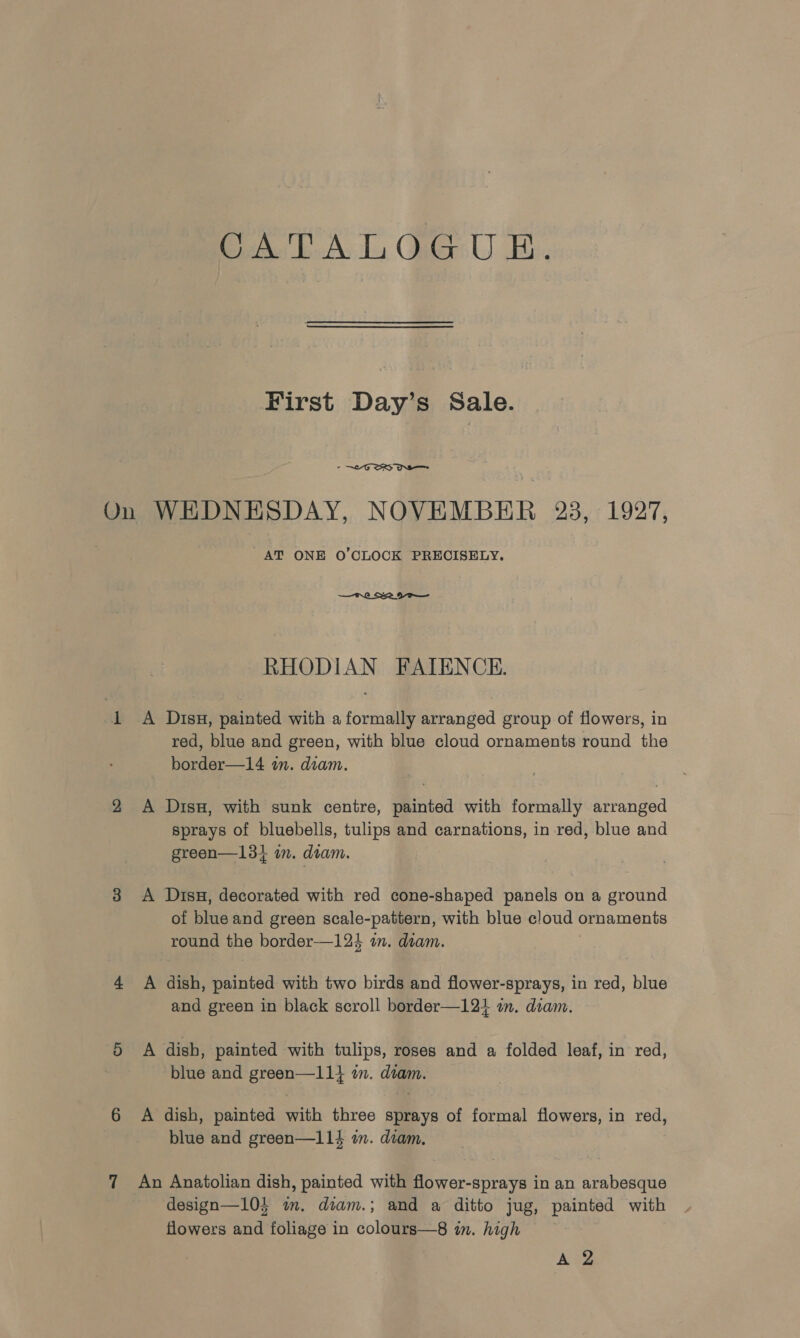 CATALOGUE.
First Day's Sale.
On WEDNESDAY, NOVEMBER 23, 1927,
AT ONE O'CLOCK PRECISELY.
RHODIAN FAIENCE.
1 A DISH, painted with a formally arranged group of flowers, in
red, blue and green, with blue cloud ornaments round the
border—14 in. diam.
2 A DISH, with sunk centre, painted with formally arranged
sprays of bluebells, tulips and carnations, in red, blue and
green—13¼ in. diam.
3 A DISH, decorated with red cone-shaped panels on a ground
of blue and green scale-pattern, with blue cloud ornaments
round the border—12½ in. diam.
4 A dish, painted with two birds and flower-sprays, in red, blue
and green in black scroll border—12¼ in. diam.
5 A dish, painted with tulips, roses and a folded leaf, in red,
blue and green—11¼ in. diam.
6 A dish, painted with three sprays of formal flowers, in red,
blue and green—11½ in. diam.
7 An Anatolian dish, painted with flower-sprays in an arabesque
design—10½ in. diam.; and a ditto jug, painted with
flowers and foliage in colours—8 in. high
A 2